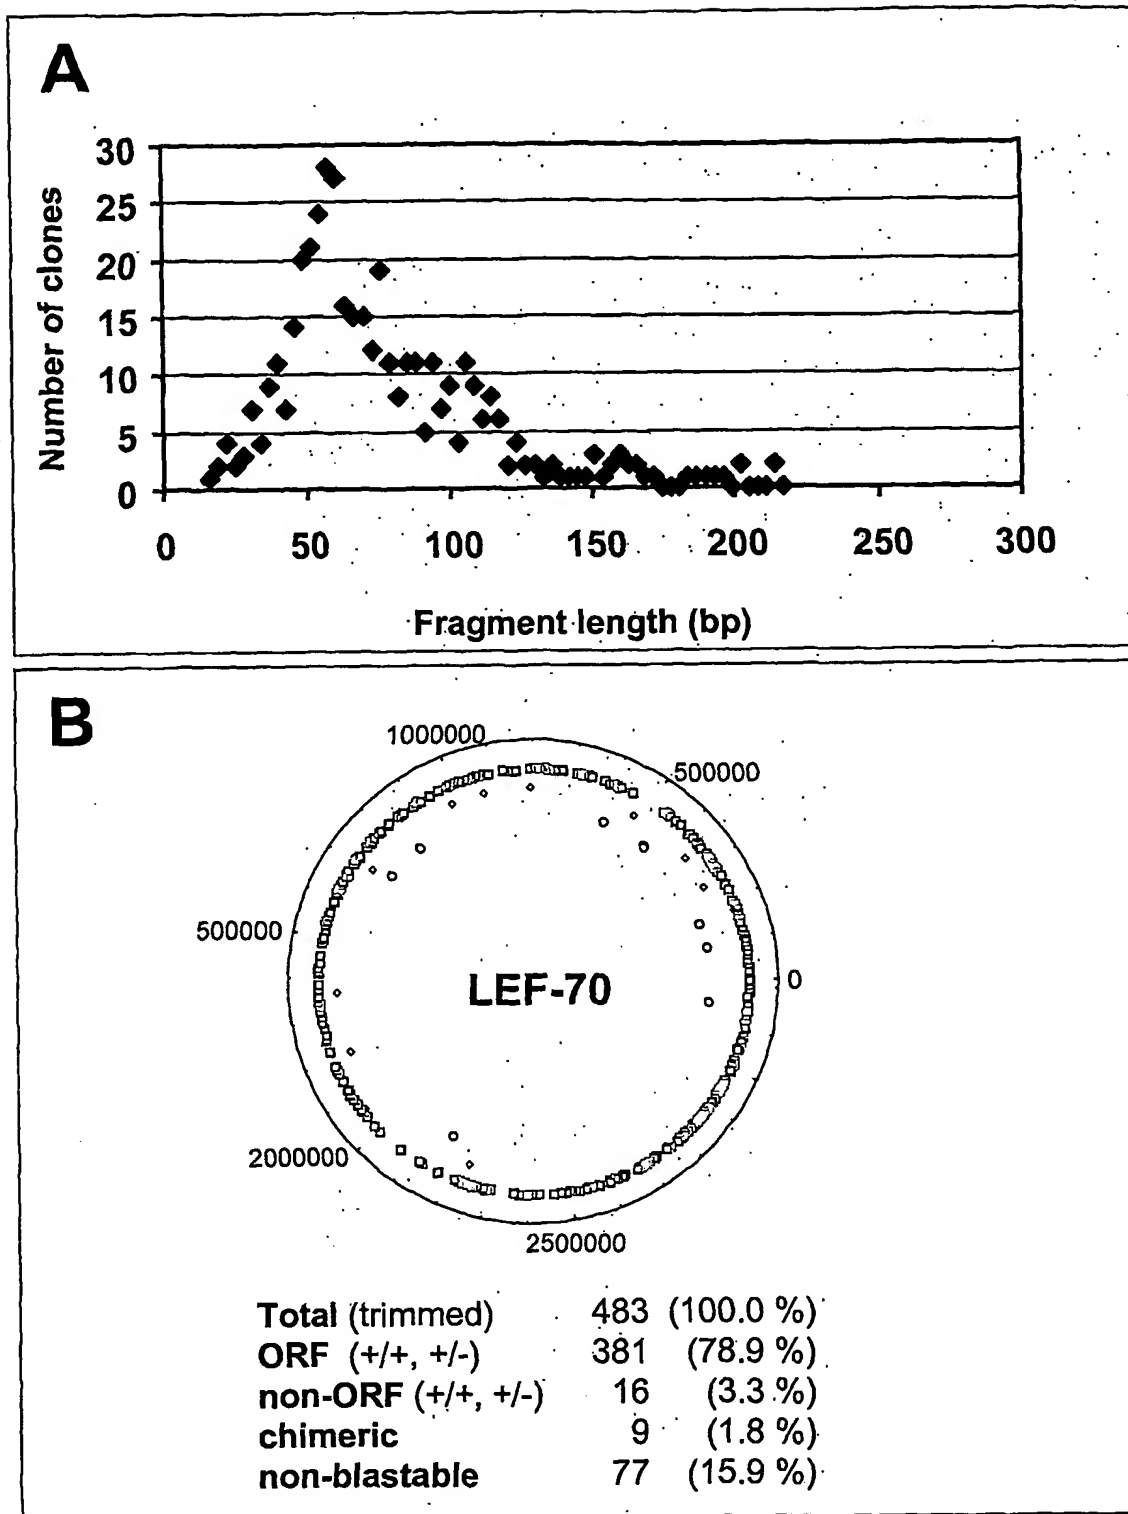 A
30
25
20
15
10
5
0
Number of clones
0 50 100 150 200 250 300
Fragment length (bp)
B
1000000
500000
500000
0
LEF-70
2000000
2500000
Total (trimmed) 483 (100.0 %)
ORF (+/+, +/-) 381 (78.9 %)
non-ORF (+/+, +/-) 16 (3.3 %)
chimeric 9 (1.8 %)
non-blastable 77 (15.9 %)